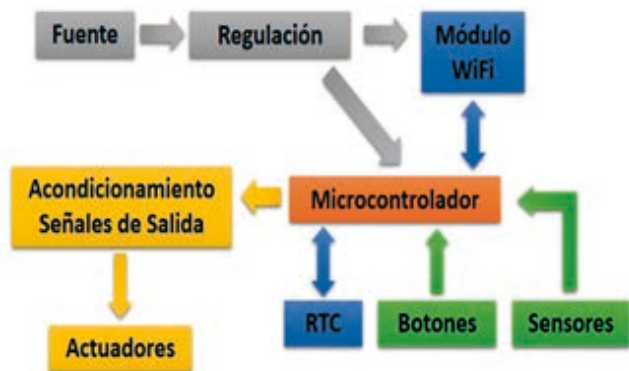 Fuente
Regulación
Módulo
WiFi
Acondicionamiento
Señales de Salida
Microcontrolador
RTC
Botones
Sensores
Actuadores